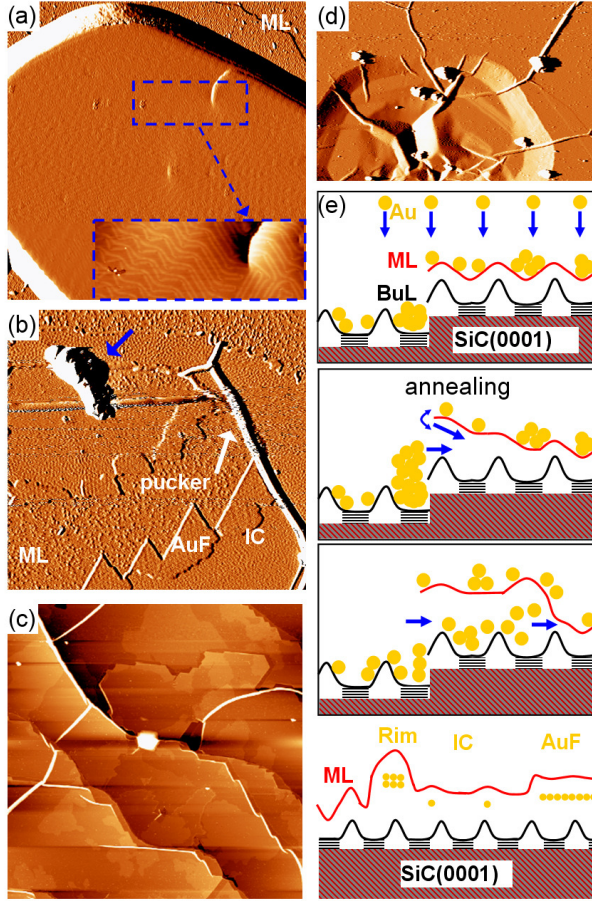 (a)
ML
(b)
pucker
ML
AuF
IC
(c)
(d)
(e)
Au
ML
BuL
SiC(0001)
annealing
Rim
IC
AuF
ML
SiC(0001)